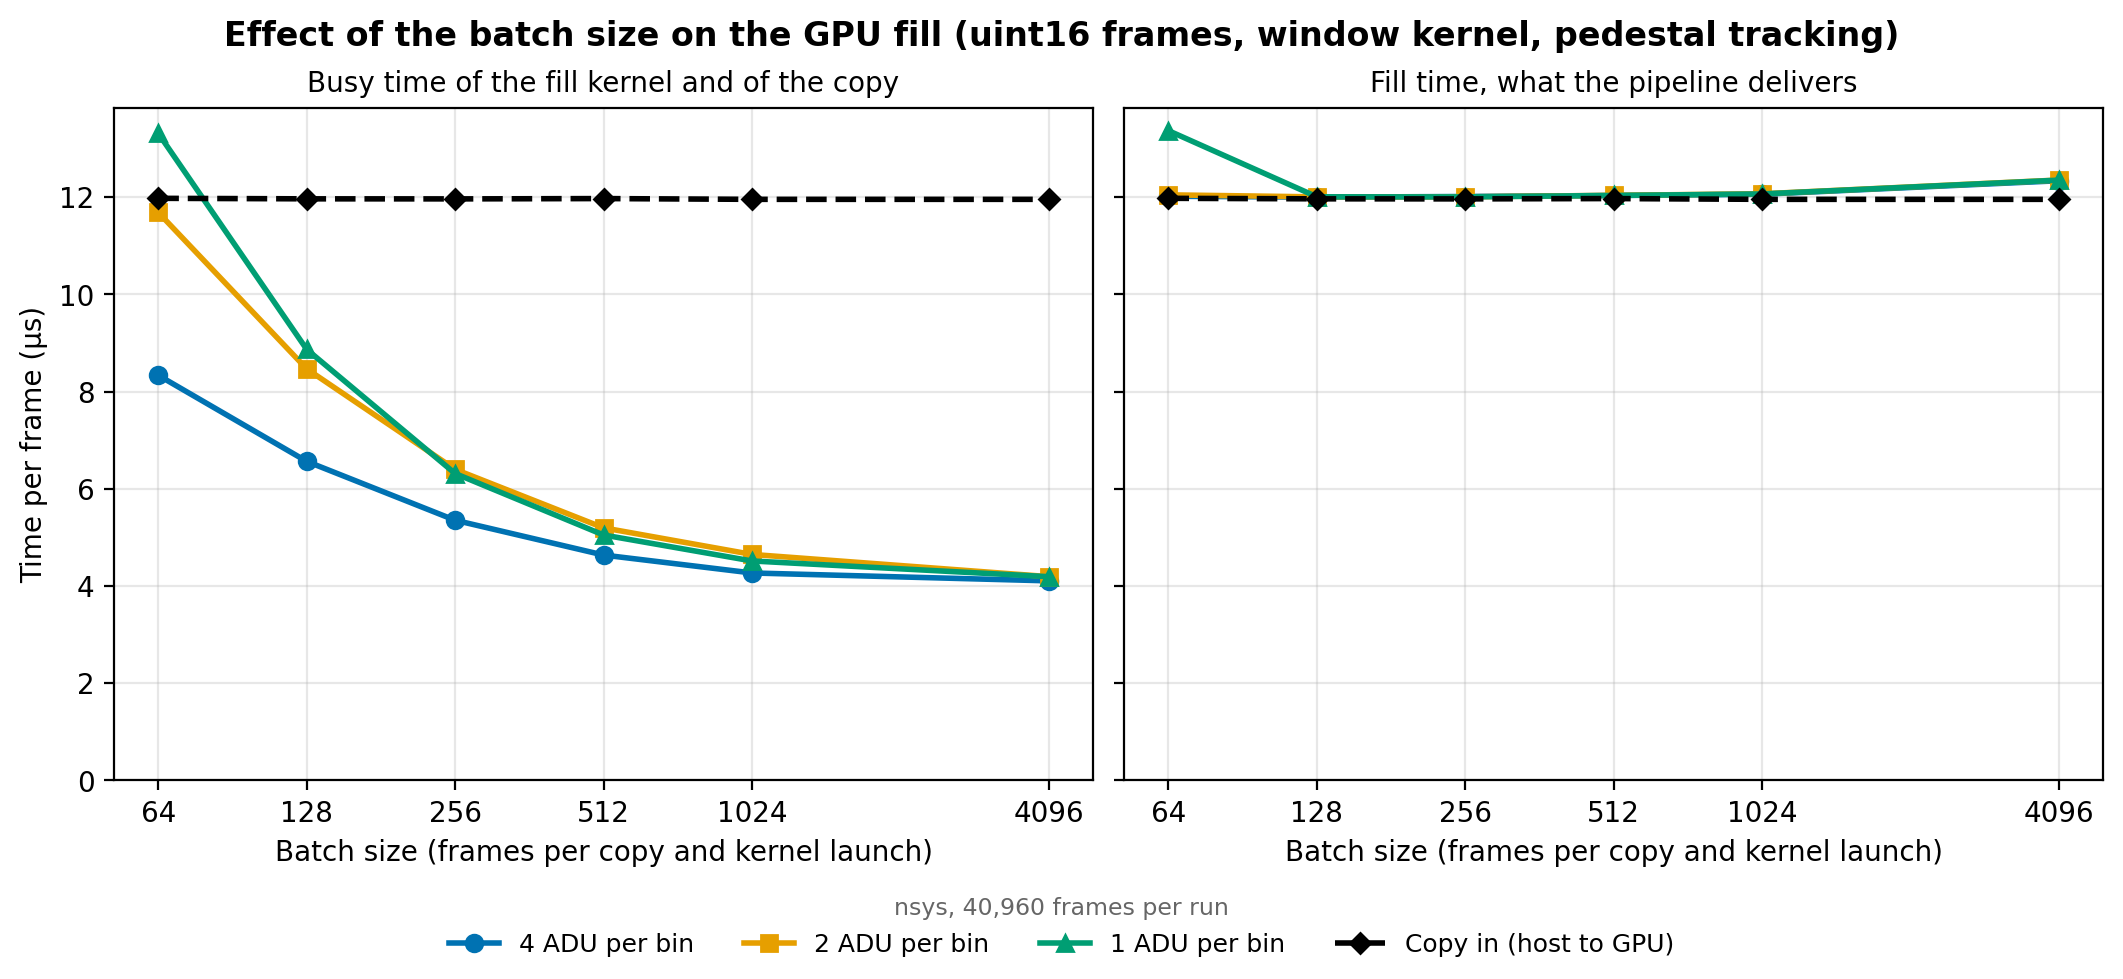 Effect of the batch size on the GPU fill (uint16 frames, window kernel, pedestal tracking)
Busy time of the fill kernel and of the copy
Fill time, what the pipeline delivers
Time per frame (µs)
12
10
8
6
4
2
0
64 128 256 512 1024 4096
64 128 256 512 1024 4096
Batch size (frames per copy and kernel launch)
Batch size (frames per copy and kernel launch)
nsys, 40,960 frames per run
4 ADU per bin
2 ADU per bin
1 ADU per bin
Copy in (host to GPU)